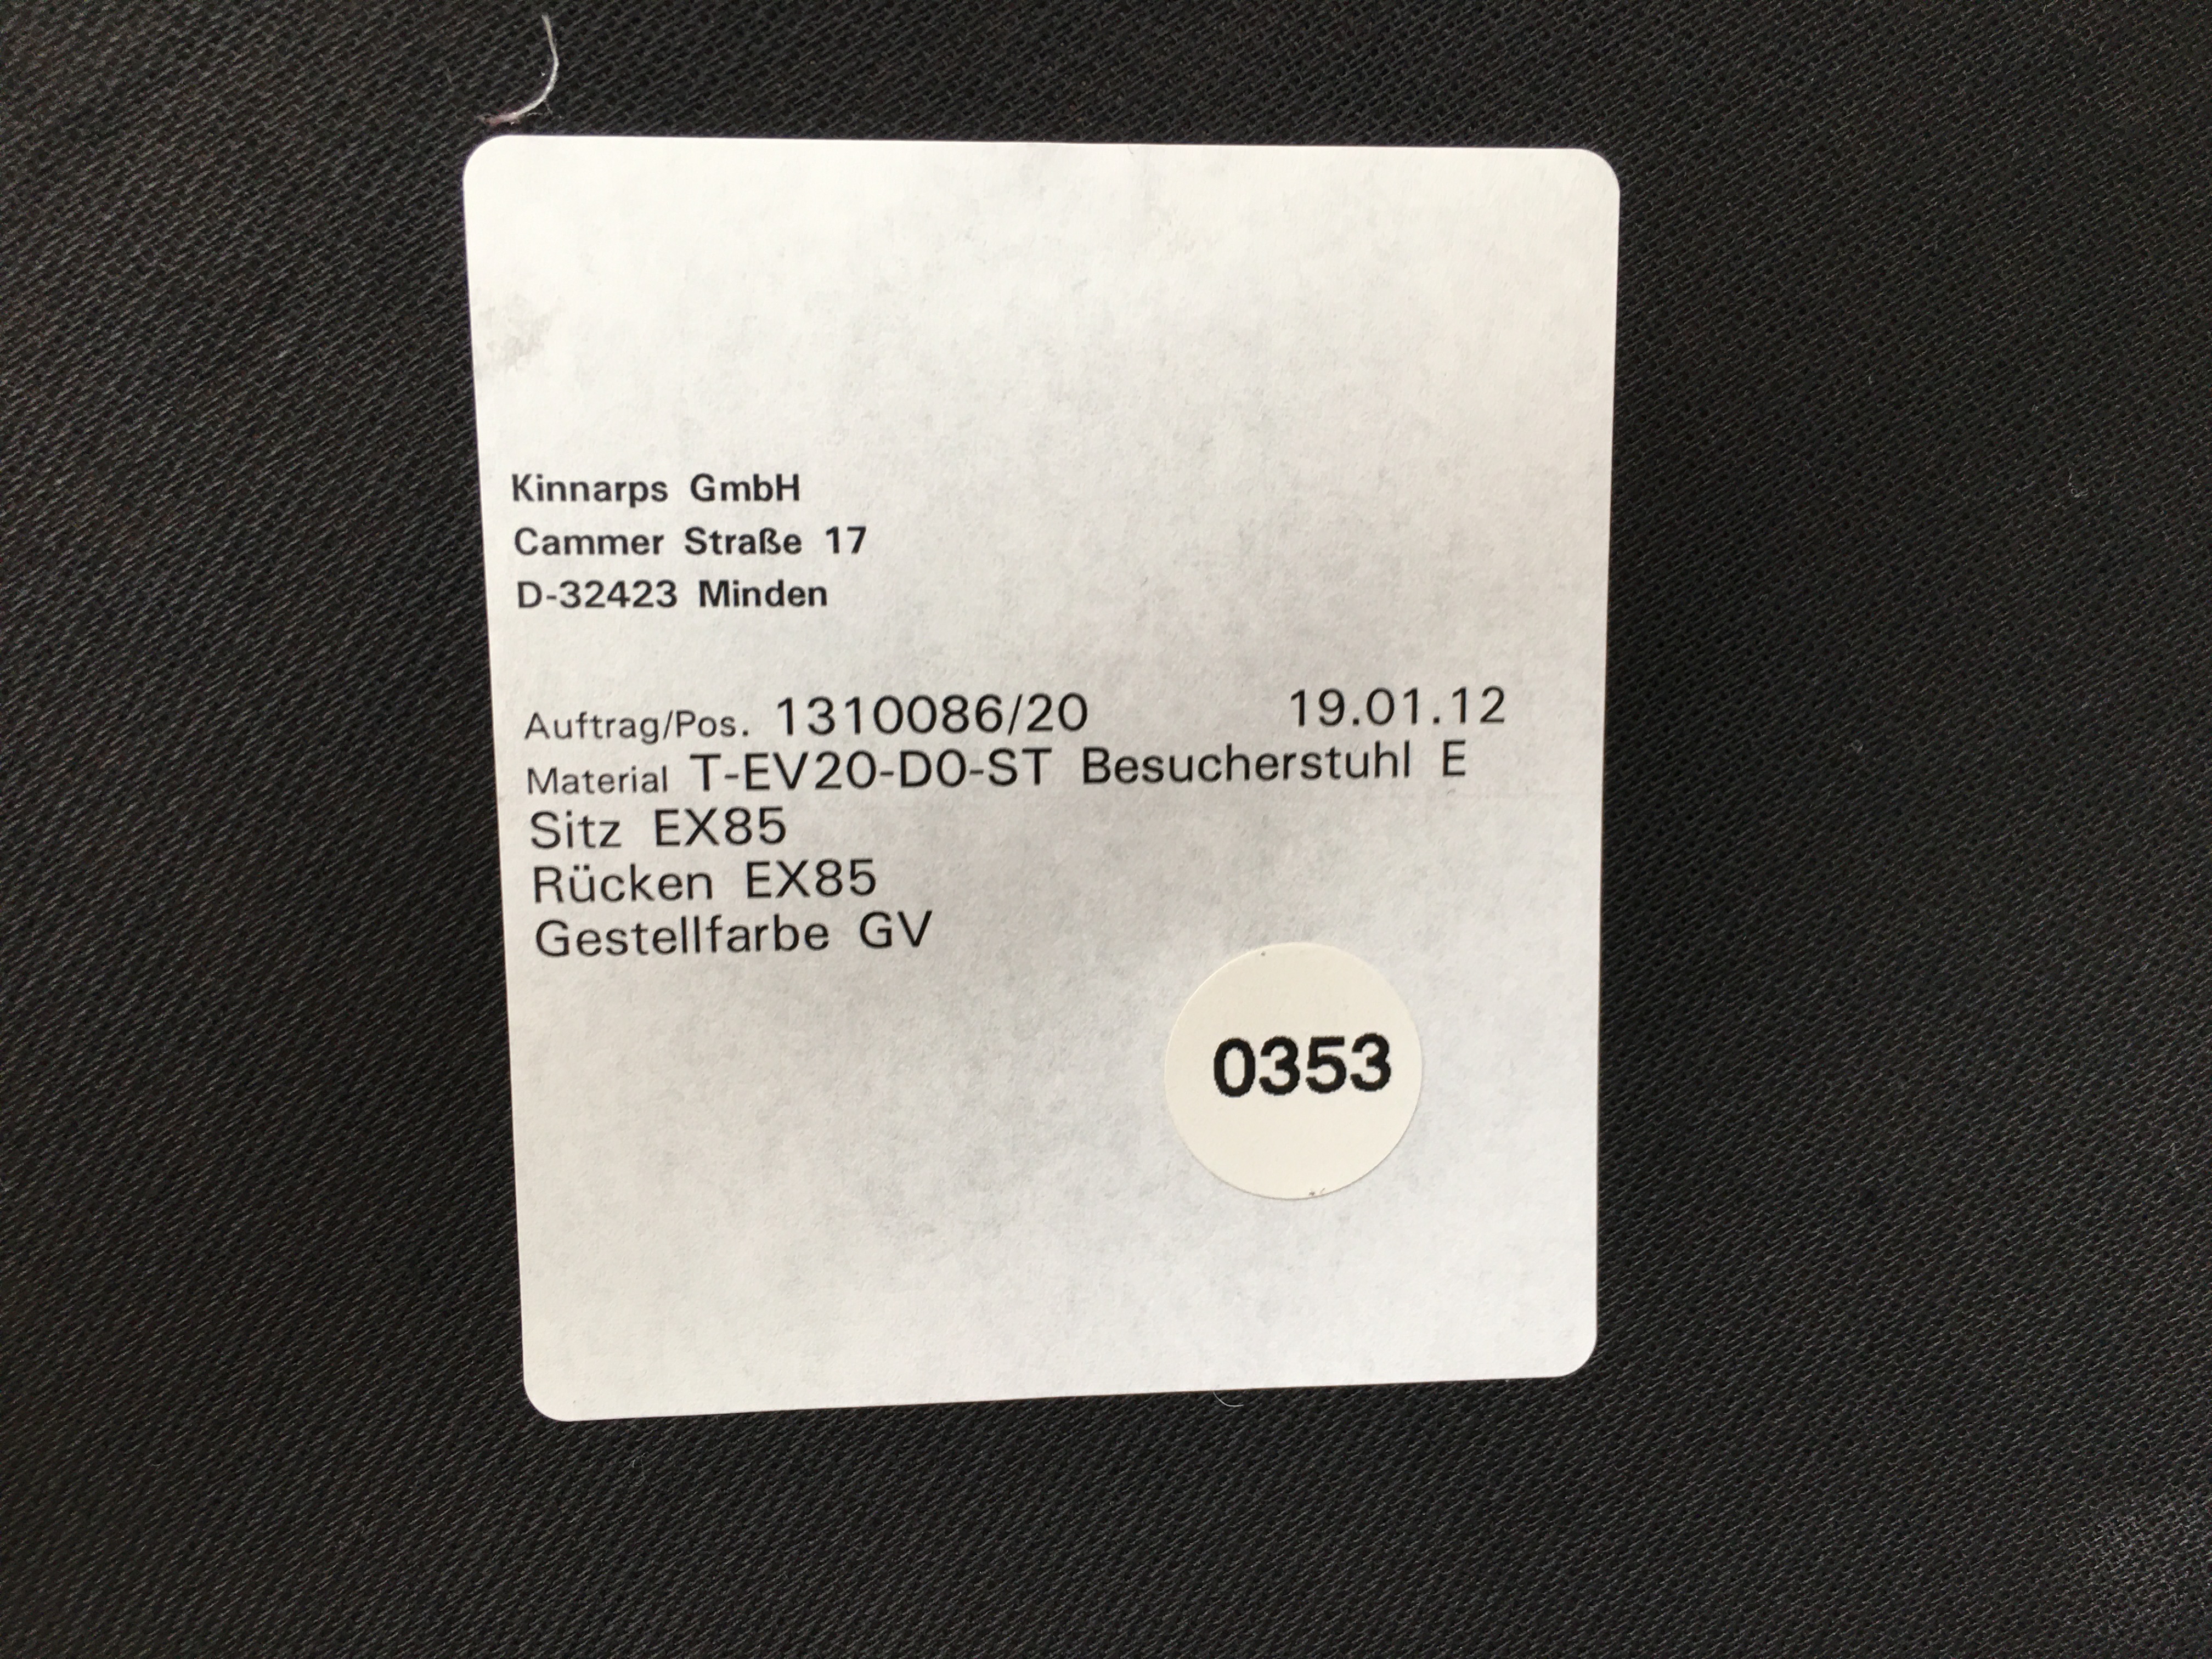 Kinnarps GmbH
Cammer Straße 17
D-32423 Minden
Auftrag/Pos. 1310086/20 19.01.12
Material T-EV20-D0-ST Besucherstuhl E
Sitz EX85
Rücken EX85
Gestellfarbe GV
0353